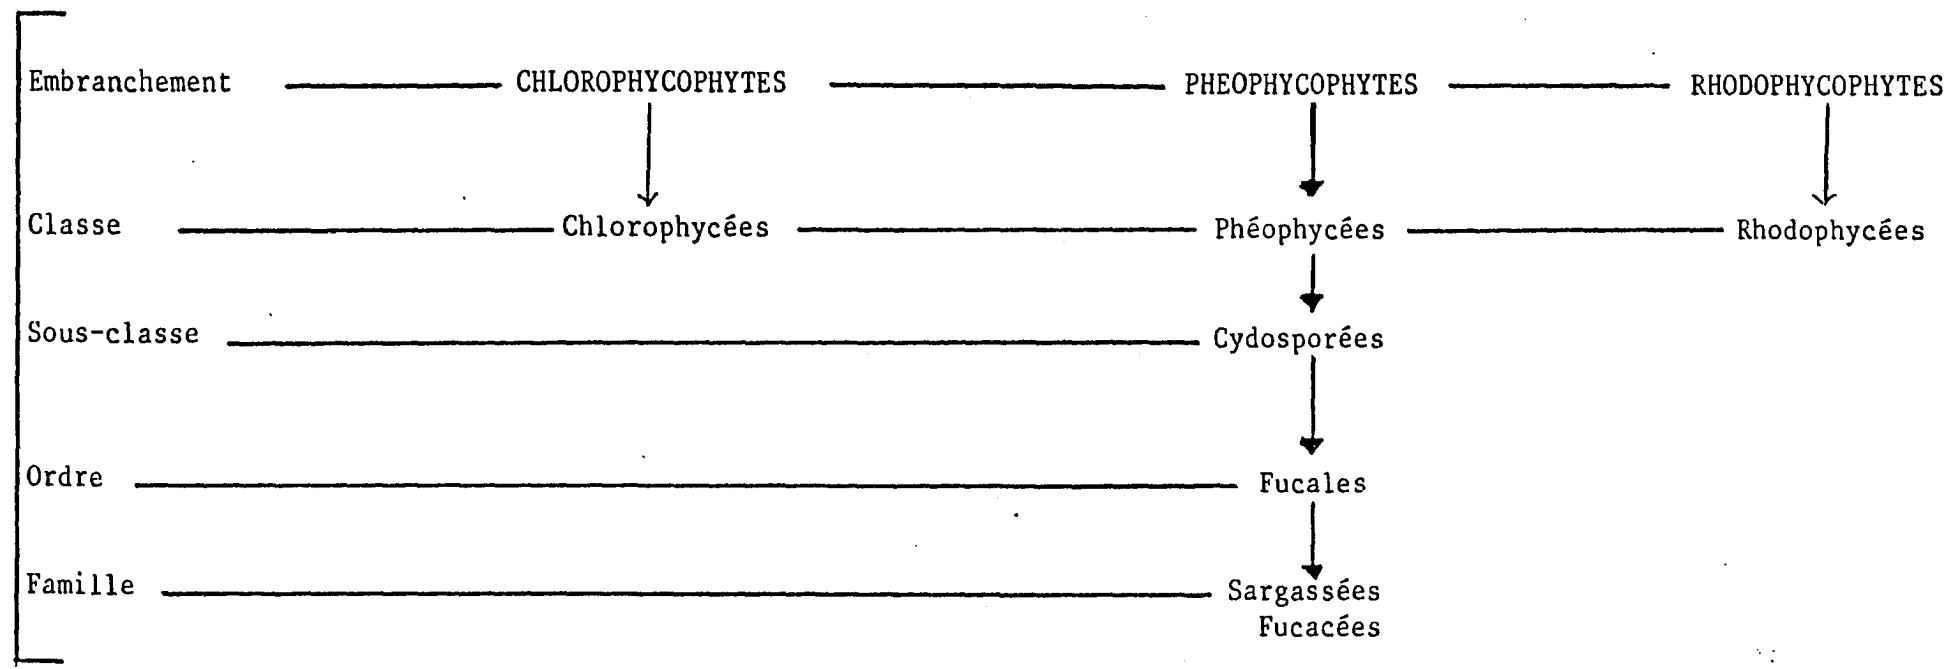 Embranchement CHLOROPHYCOPHYTES PHEOPHYCOPHYTES RHODOPHYCOPHYTES
Classe Chlorophycées Phéophycées Rhodophycées
Sous-classe Cydosporées
Ordre Fucales
Famille Sargassées
Fucacées